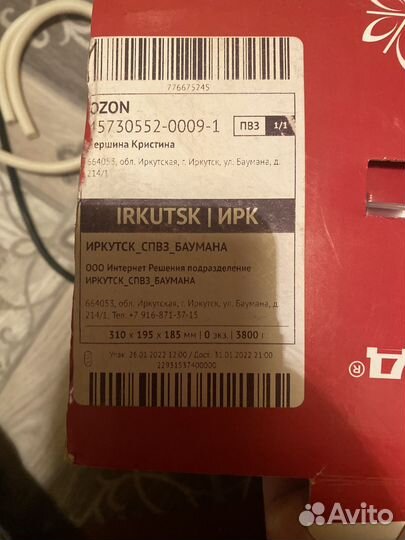 776675245
OZON
45730552-0009-1
ПВЗ 1/1
Вершина Кристина
664053, обл. Иркутская, г. Иркутск, ул. Баумана, д.
214/1
IRKUTSK | ИРК
ИРКУТСК_СПВЗ_БАУМАНА
ООО Интернет Решения подразделение
ИРКУТСК_СПВЗ_БАУМАНА
664053, обл. Иркутская, г. Иркутск, ул. Баумана, д.
214/1, Тел. +7 916-871-37-15
310 x 195 x 185 мм | 0 экз. | 3800 г.
Упак. 26.01.2022 12:00 / Дост. 31.01.2022 21:00
22931537400000
Д®
Avito